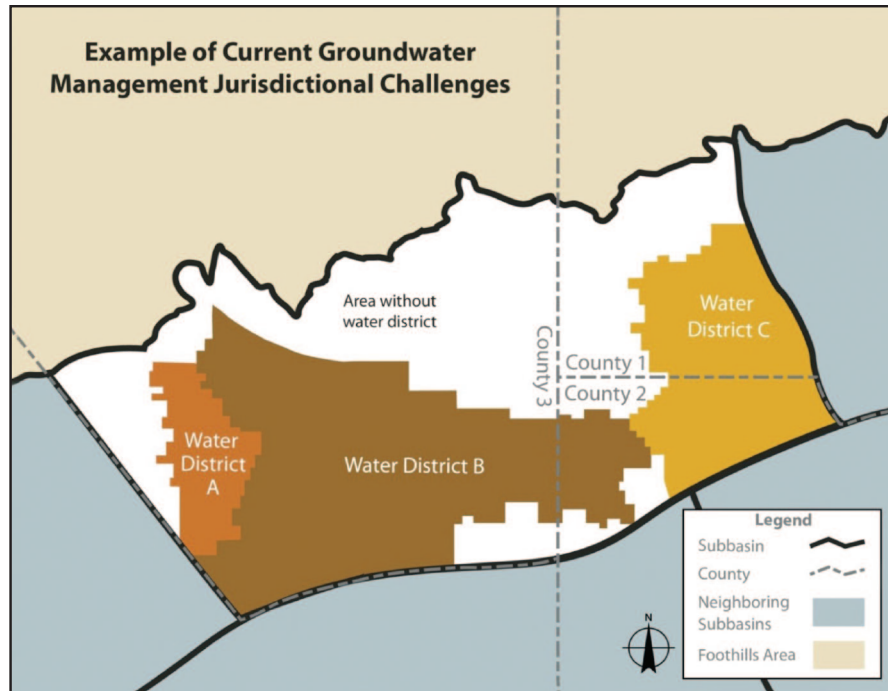 Example of Current Groundwater
Management Jurisdictional Challenges
Area without
water district
Water
District C
County 3
County 1
County 2
Water
District
A
Water District B
Legend
Subbasin
County
Neighboring
Subbasins
Foothills Area
N